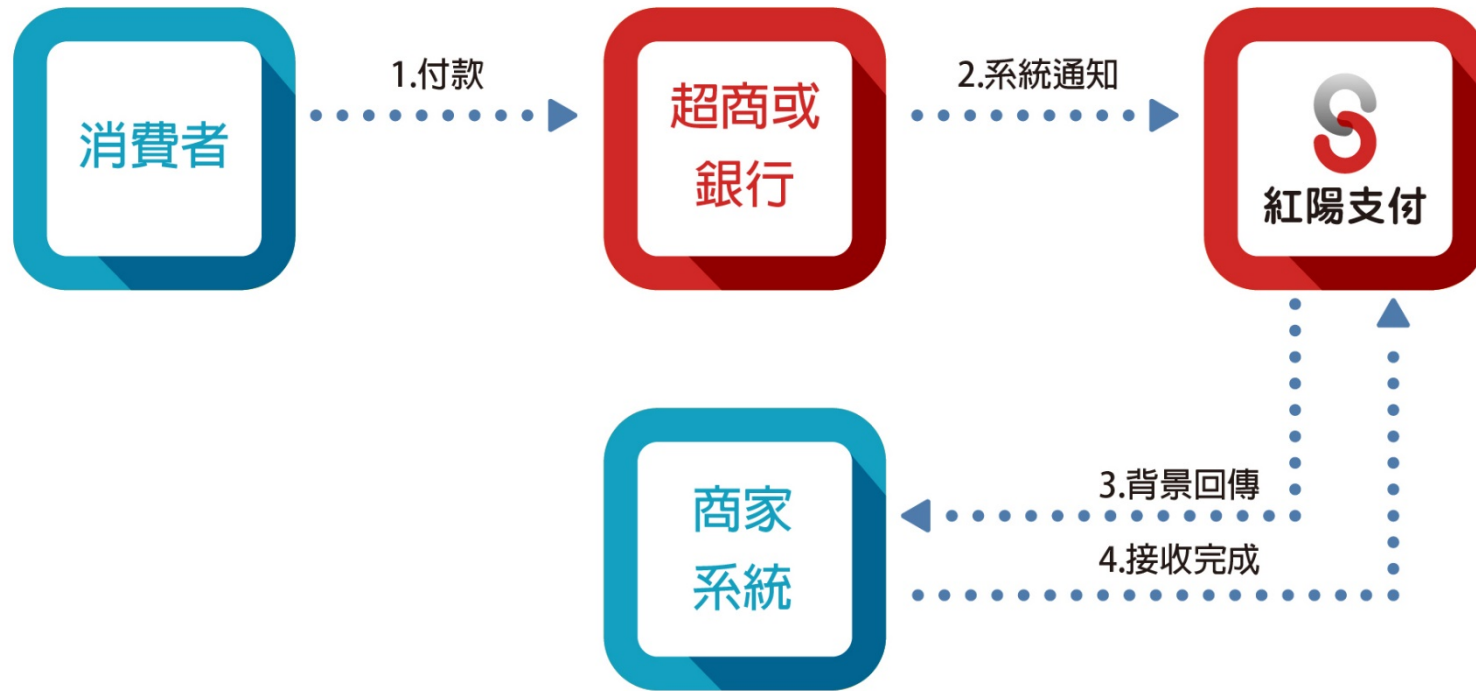 消費者
1.付款
超商或
銀行
2.系統通知
紅陽支付
3.背景回傳
商家
系統
4.接收完成